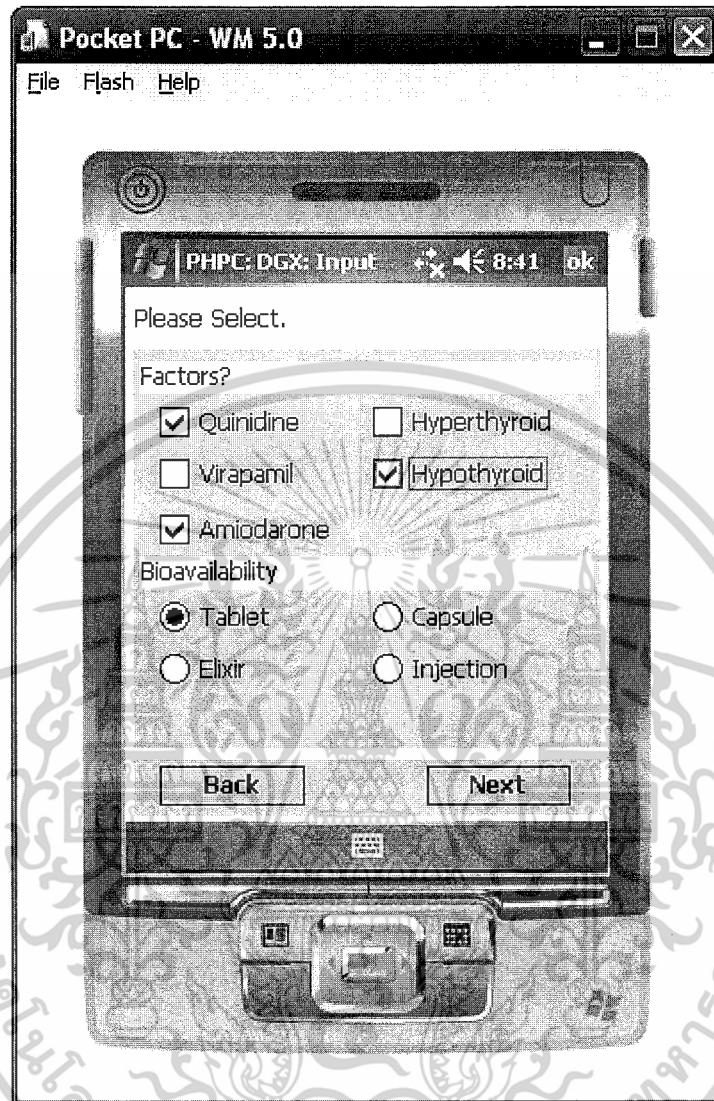 Pocket PC - WM 5.0
File Flash Help
PHPC: DGX: Input 8:41 ok
Please Select.
Factors?
Quinidine Hyperthyroid
Virapamil Hypothyroid
Amiodarone
Bioavailability
Tablet Capsule
Elixir Injection
Back Next